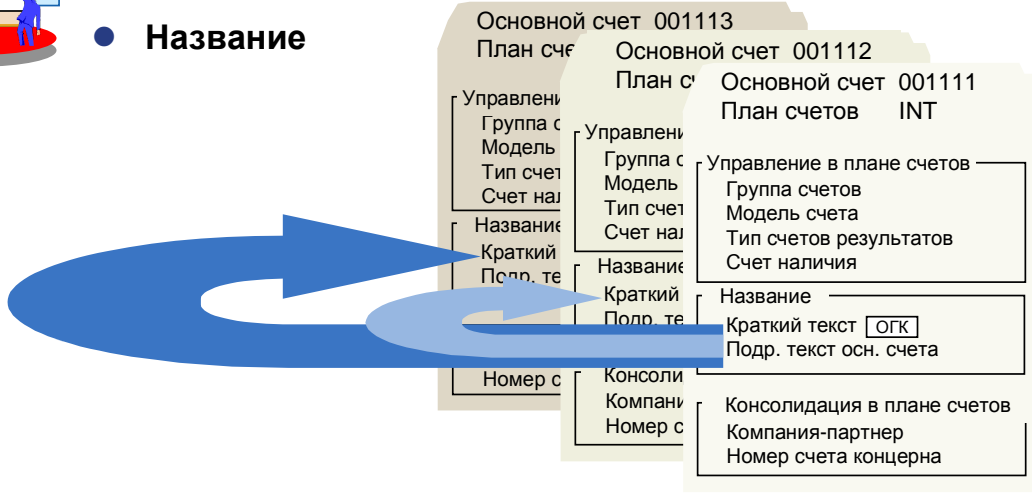 Название
Основной счет 001113
План сче
Управлени
Группа с
Модель
Тип счет
Счет нал
Название
Краткий
Подр. те
Номер с
Основной счет 001112
План сч
Управлени
Группа с
Модель
Тип счет
Счет нал
Название
Краткий
Подр. те
Консоли
Компани
Номер с
Основной счет 001111
План счетов INT
Управление в плане счетов
Группа счетов
Модель счета
Тип счетов результатов
Счет наличия
Название
Краткий текст ОГК
Подр. текст осн. счета
Консолидация в плане счетов
Компания-партнер
Номер счета концерна